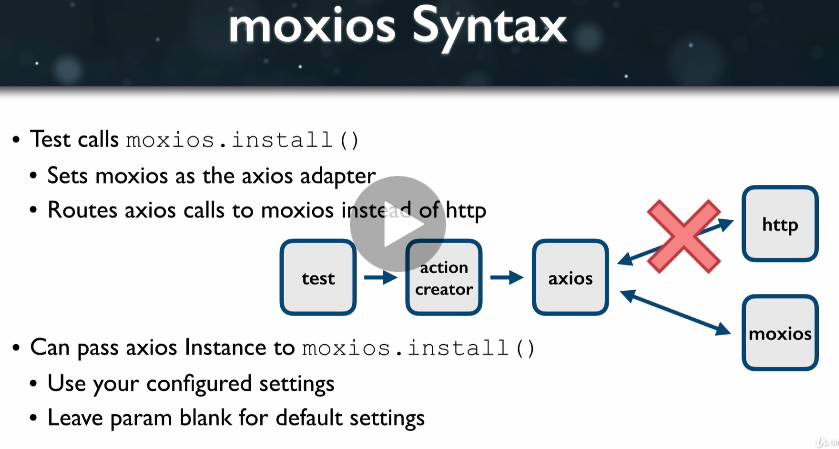 moxios Syntax
• Test calls moxios.install()
• Sets moxios as the axios adapter
• Routes axios calls to moxios instead of http
http
test
action
creator
axios
moxios
• Can pass axios Instance to moxios.install()
• Use your configured settings
• Leave param blank for default settings